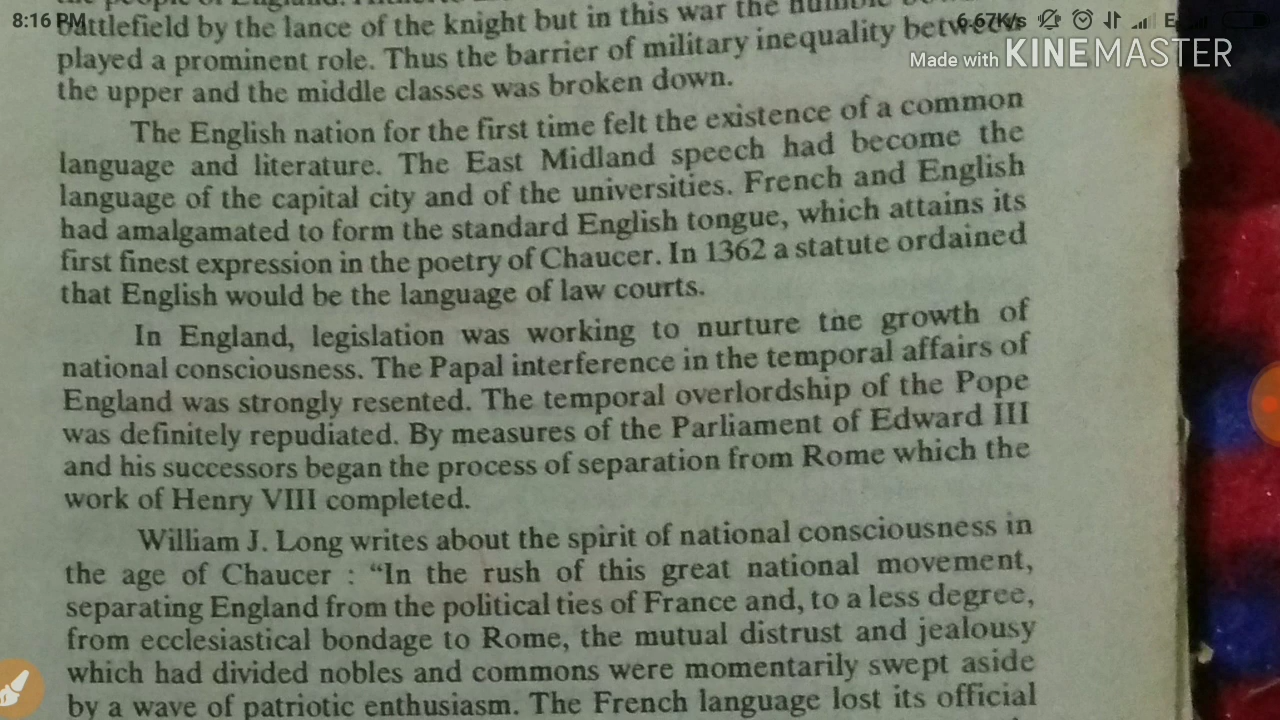 8:16 PM
6.67K/s
E
Made with KINEMASTER
battlefield by the lance of the knight but in this war the humble
played a prominent role. Thus the barrier of military inequality between
the upper and the middle classes was broken down.
The English nation for the first time felt the existence of a common
language and literature. The East Midland speech had become the
language of the capital city and of the universities. French and English
had amalgamated to form the standard English tongue, which attains its
first finest expression in the poetry of Chaucer. In 1362 a statute ordained
that English would be the language of law courts.
In England, legislation was working to nurture the growth of
national consciousness. The Papal interference in the temporal affairs of
England was strongly resented. The temporal overlordship of the Pope
was definitely repudiated. By measures of the Parliament of Edward III
and his successors began the process of separation from Rome which the
work of Henry VIII completed.
William J. Long writes about the spirit of national consciousness in
the age of Chaucer : “In the rush of this great national movement,
separating England from the political ties of France and, to a less degree,
from ecclesiastical bondage to Rome, the mutual distrust and jealousy
which had divided nobles and commons were momentarily swept aside
by a wave of patriotic enthusiasm. The French language lost its official